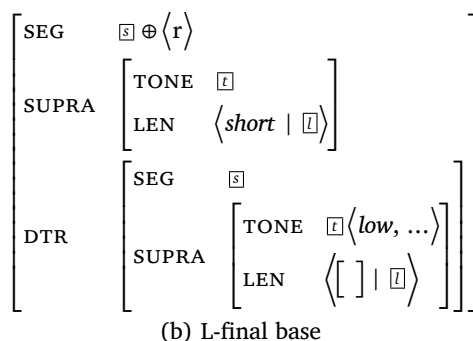 SEG [s] ⊕ ⟨r⟩
SUPRA
TONE [t]
LEN ⟨short | [l]⟩
DTR
SEG [s]
SUPRA
TONE [t] ⟨low, …⟩
LEN ⟨[ ] | [l]⟩
(b) L-final base